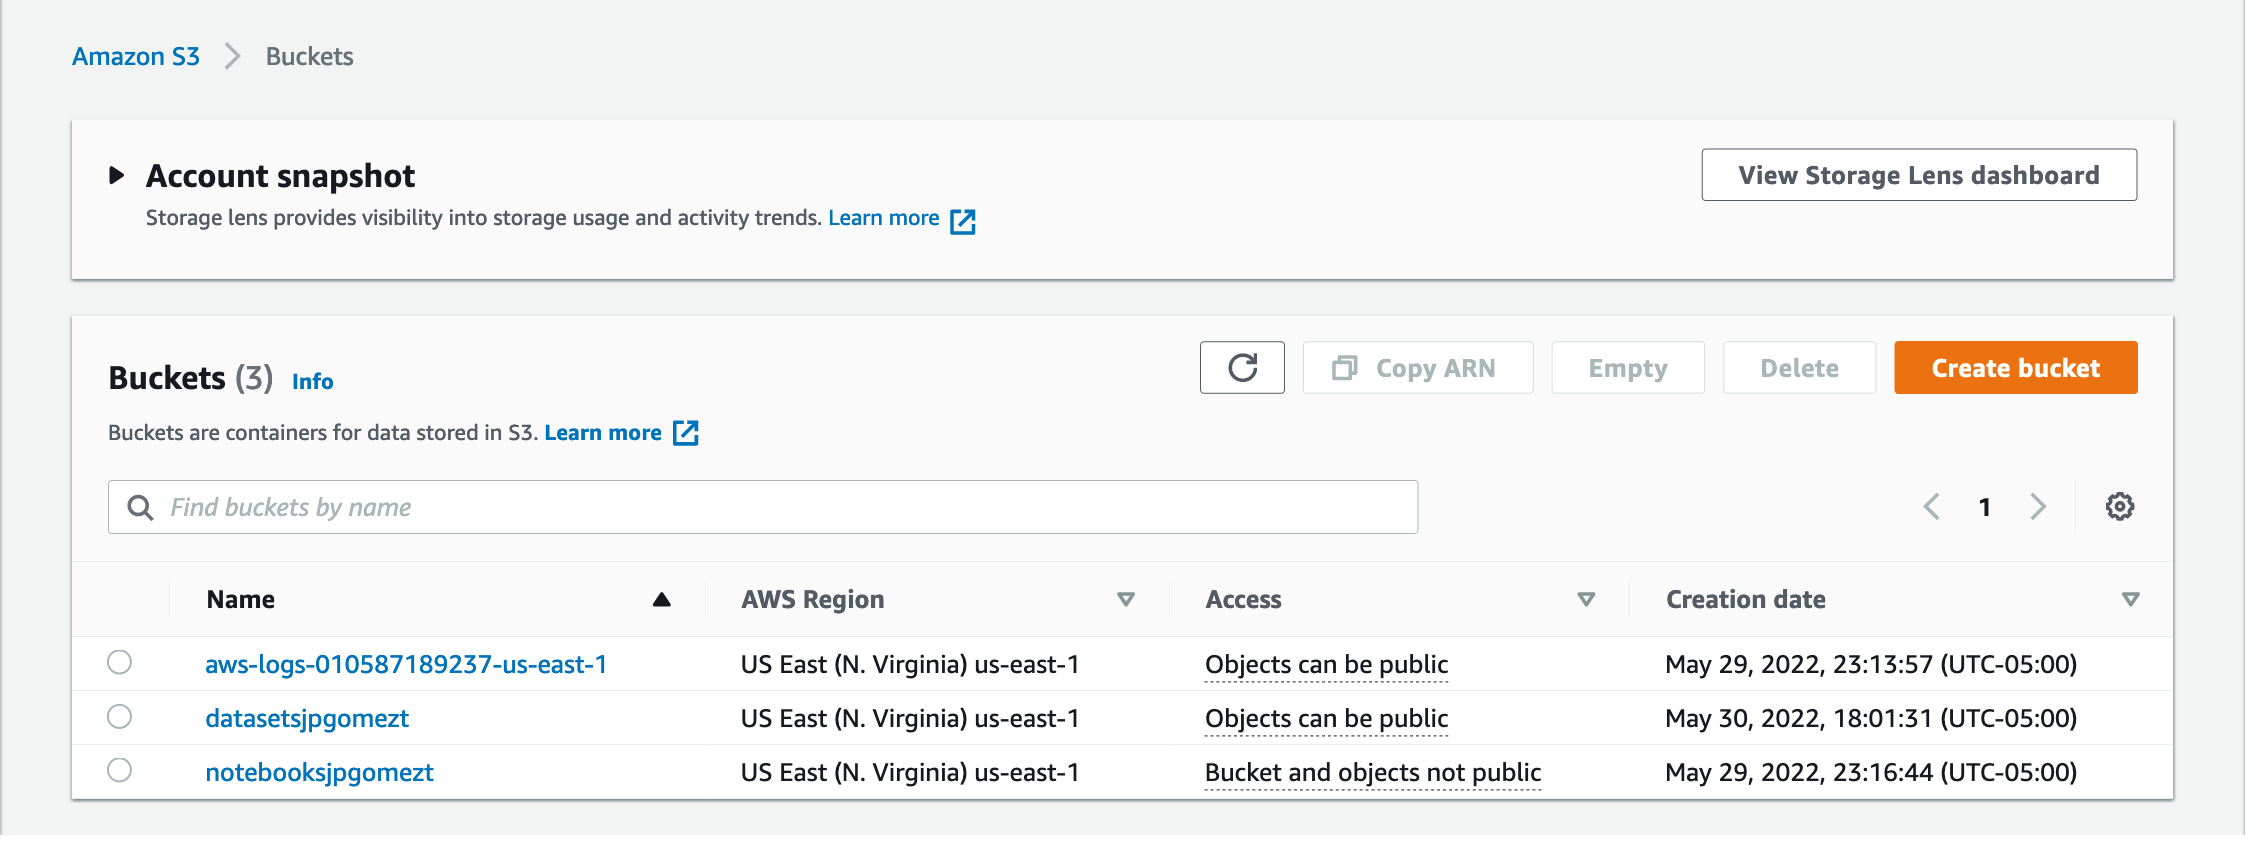 Amazon S3 Buckets
Account snapshot
View Storage Lens dashboard
Storage lens provides visibility into storage usage and activity trends. Learn more
Buckets (3) Info
Copy ARN Empty Delete Create bucket
Buckets are containers for data stored in S3. Learn more
Find buckets by name
1
Name AWS Region Access Creation date
aws-logs-010587189237-us-east-1 US East (N. Virginia) us-east-1 Objects can be public May 29, 2022, 23:13:57 (UTC-05:00)
datasetsjpgomezt US East (N. Virginia) us-east-1 Objects can be public May 30, 2022, 18:01:31 (UTC-05:00)
notebooksjpgomezt US East (N. Virginia) us-east-1 Bucket and objects not public May 29, 2022, 23:16:44 (UTC-05:00)